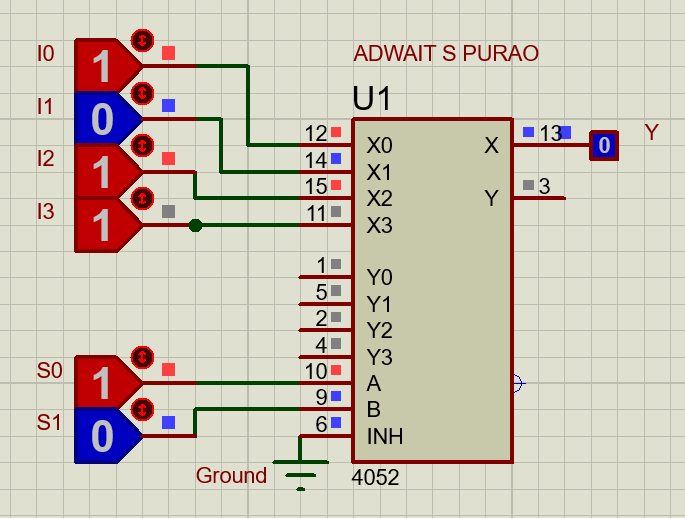 ADWAIT S PURAO
U1
I0 1
I1 0
I2 1
I3 1
12 X0
14 X1
15 X2
11 X3
1 Y0
5 Y1
2 Y2
4 Y3
S0 1 10 A
S1 0 9 B
6 INH
X 13 0 Y
Y 3
Ground
4052